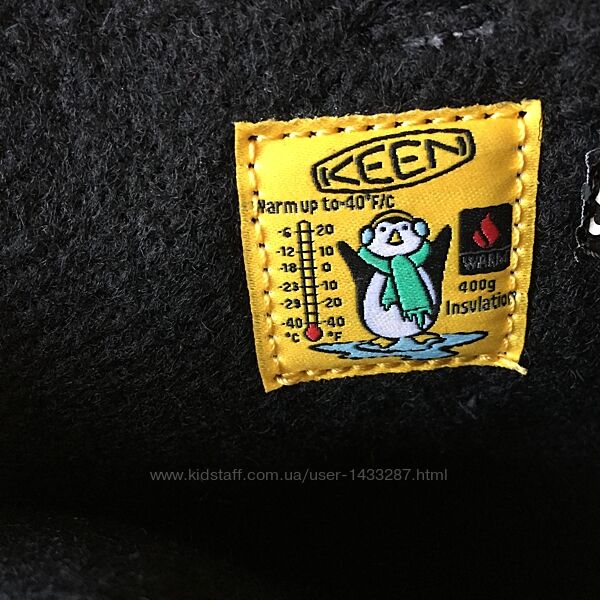 KEEN
Warm up to-40°F/C
-6 20
-12 10
-18 0
-23 -10
-29 -20
-40 -40
°C °F
WARM
400g
Insulation
www.kidstaff.com.ua/user-1433287.html